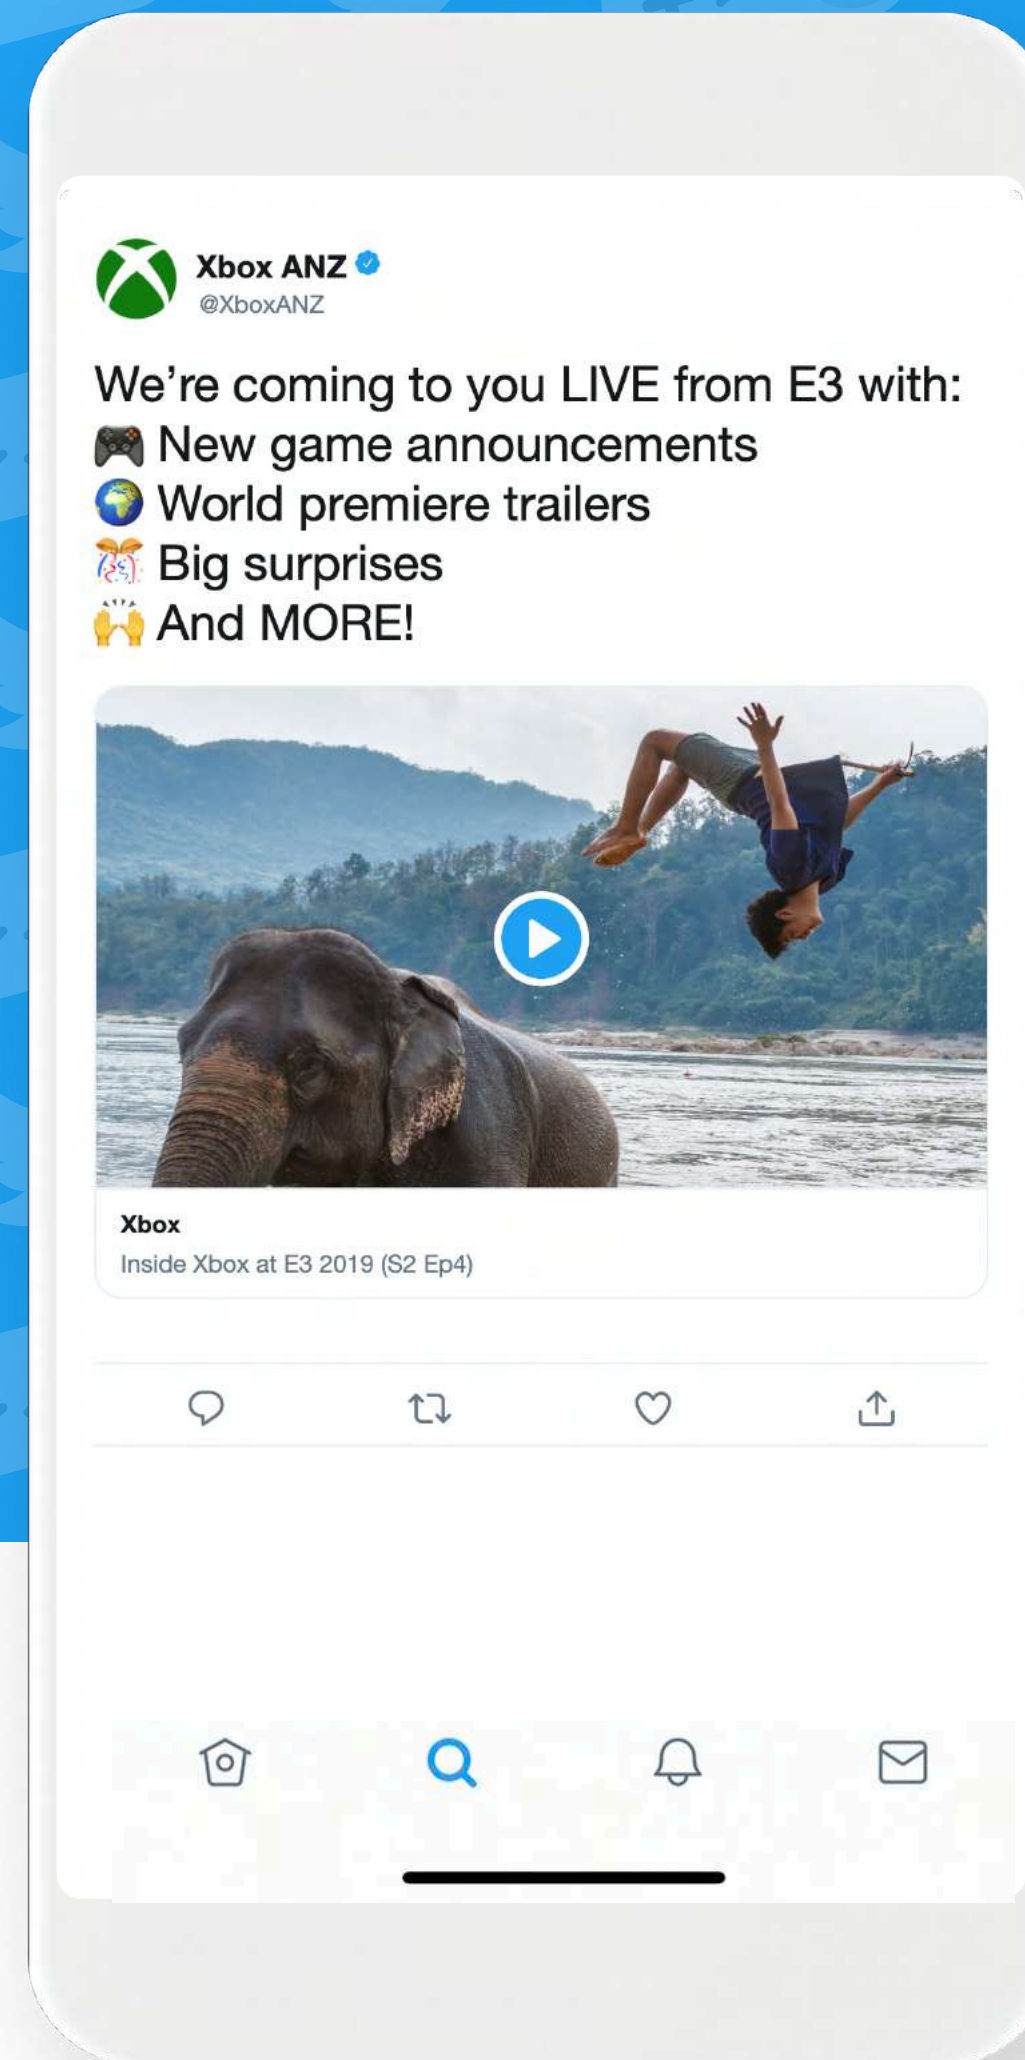 Xbox ANZ
@XboxANZ
We’re coming to you LIVE from E3 with:
🎮 New game announcements
🌍 World premiere trailers
🎊 Big surprises
🙌 And MORE!
Xbox
Inside Xbox at E3 2019 (S2 Ep4)